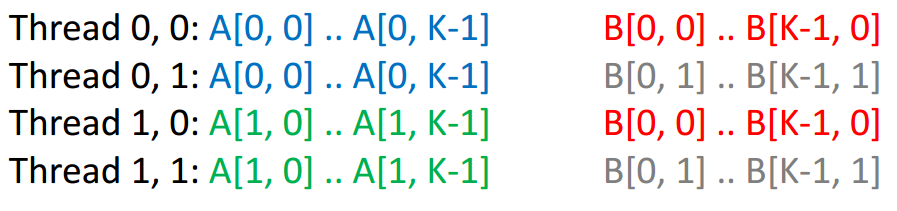 Thread 0, 0: A[0, 0] .. A[0, K-1] B[0, 0] .. B[K-1, 0]
Thread 0, 1: A[0, 0] .. A[0, K-1] B[0, 1] .. B[K-1, 1]
Thread 1, 0: A[1, 0] .. A[1, K-1] B[0, 0] .. B[K-1, 0]
Thread 1, 1: A[1, 0] .. A[1, K-1] B[0, 1] .. B[K-1, 1]